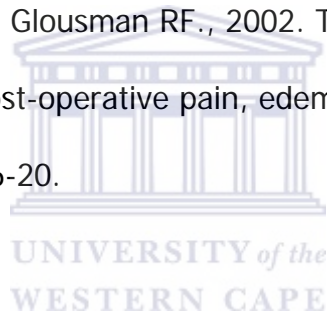 Glousman RF., 2002. T
st-operative pain, edem
-20.
UNIVERSITY of the
WESTERN CAPE